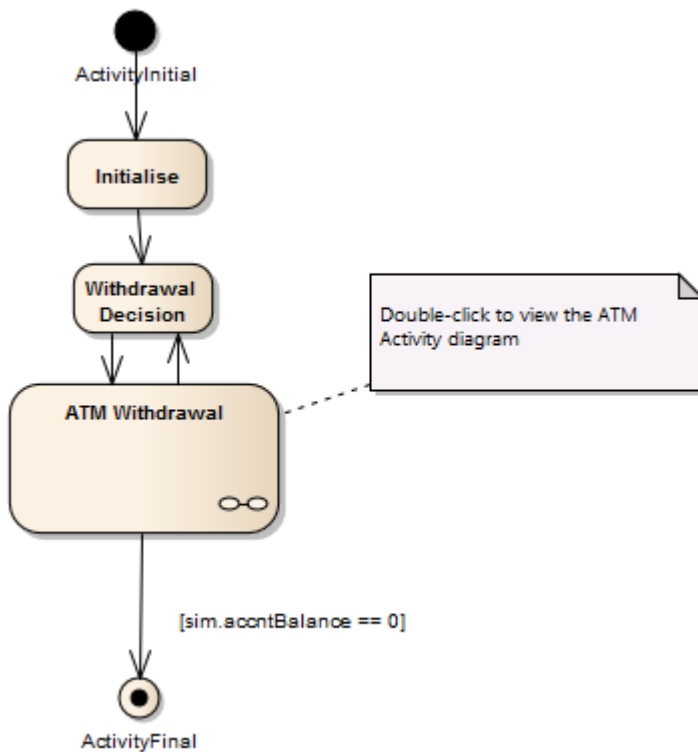 ActivityInitial
Initialise
Withdrawal
Decision
Double-click to view the ATM
Activity diagram
ATM Withdrawal
[sim.accntBalance == 0]
ActivityFinal